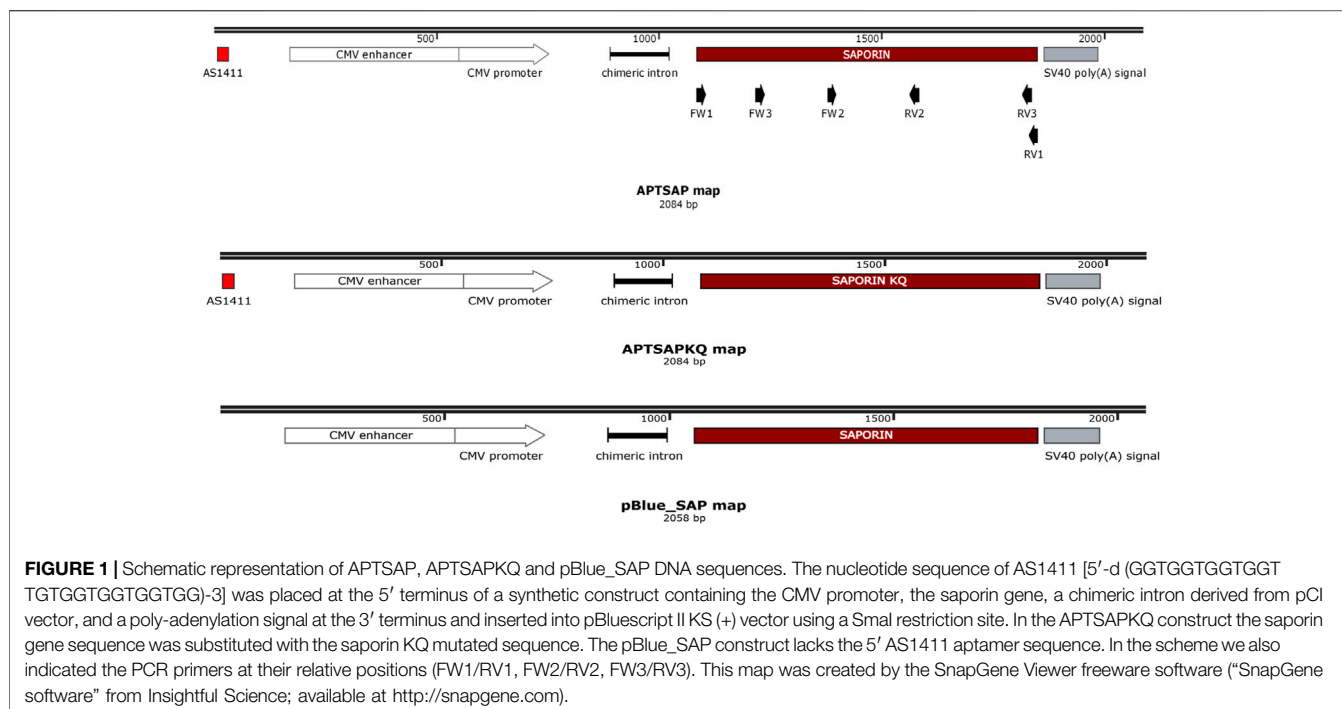 500 1000 1500 2000
CMV enhancer SAPORIN
AS1411 CMV promoter chimeric intron SV40 poly(A) signal
FW1 FW3 FW2 RV2 RV3
RV1
APTSAP map
2084 bp
500 1000 1500 2000
CMV enhancer SAPORIN KQ
AS1411 CMV promoter chimeric intron SV40 poly(A) signal
APTSAPKQ map
2084 bp
500 1000 1500 2000
CMV enhancer SAPORIN
CMV promoter chimeric intron SV40 poly(A) signal
pBlue_SAP map
2058 bp
FIGURE 1 | Schematic representation of APTSAP, APTSAPKQ and pBlue_SAP DNA sequences. The nucleotide sequence of AS1411 [5′-d (GGTGGTGGTGGT
TGTGGTGGTGGTGG)-3] was placed at the 5′ terminus of a synthetic construct containing the CMV promoter, the saporin gene, a chimeric intron derived from pCI
vector, and a poly-adenylation signal at the 3′ terminus and inserted into pBluescript II KS (+) vector using a SmaI restriction site. In the APTSAPKQ construct the saporin
gene sequence was substituted with the saporin KQ mutated sequence. The pBlue_SAP construct lacks the 5′ AS1411 aptamer sequence. In the scheme we also
indicated the PCR primers at their relative positions (FW1/RV1, FW2/RV2, FW3/RV3). This map was created by the SnapGene Viewer freeware software (“SnapGene
software” from Insightful Science; available at http://snapgene.com).